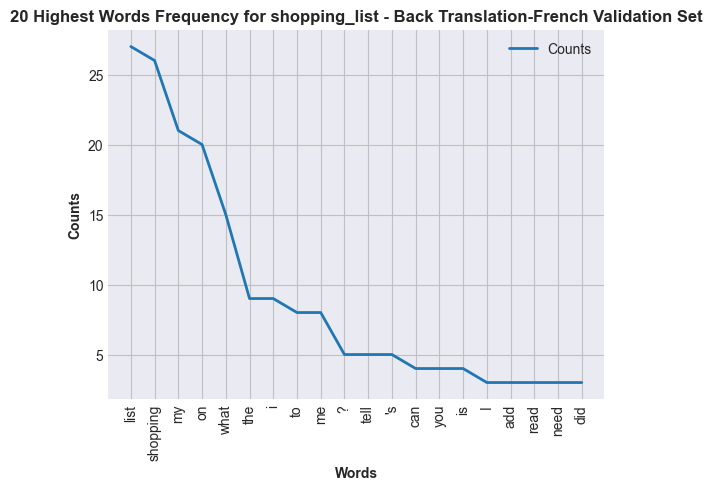 20 Highest Words Frequency for shopping_list - Back Translation-French Validation Set
Counts
25
20
15
10
5
Counts
list
shopping
my
on
what
the
i
to
me
?
tell
's
can
you
is
I
add
read
need
did
Words